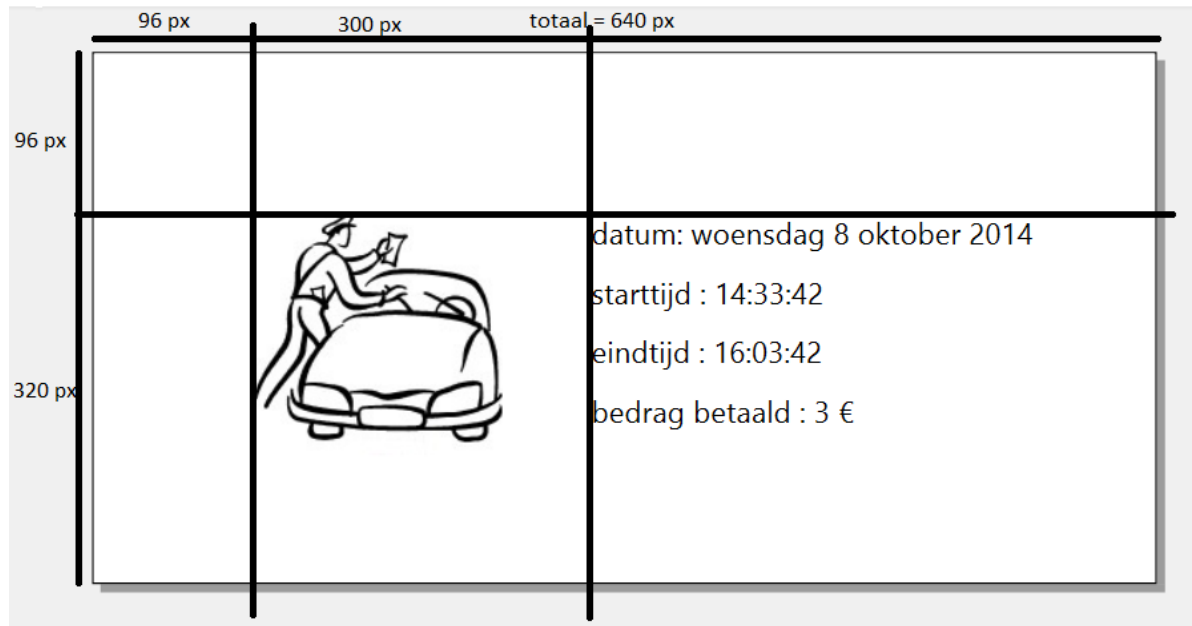 96 px
300 px
totaal = 640 px
96 px
datum: woensdag 8 oktober 2014
starttijd : 14:33:42
eindtijd : 16:03:42
320 px
bedrag betaald : 3 €